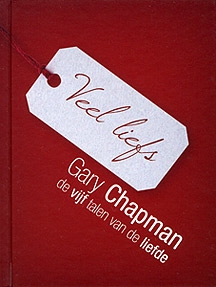 Veel liefs
Gary Chapman
de vijf talen van de liefde